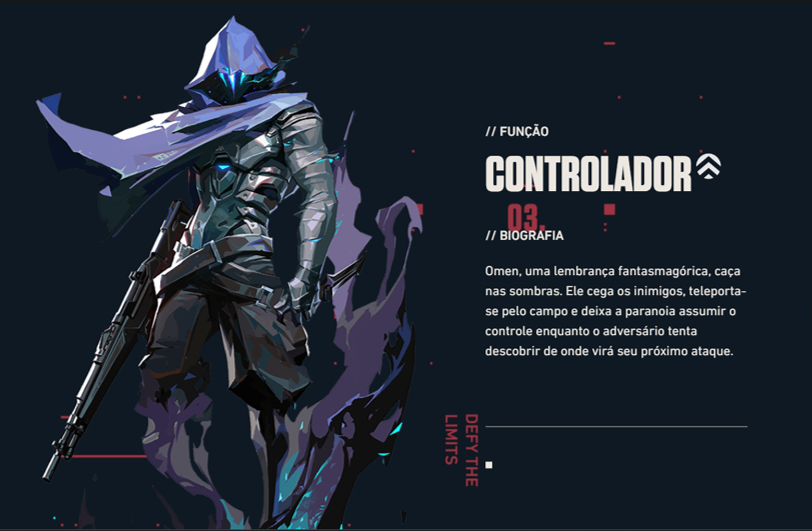 // FUNÇÃO
CONTROLADOR
03.
// BIOGRAFIA
Omen, uma lembrança fantasmagórica, caça
nas sombras. Ele cega os inimigos, teleporta-
se pelo campo e deixa a paranoia assumir o
controle enquanto o adversário tenta
descobrir de onde virá seu próximo ataque.
DEFY THE
LIMITS